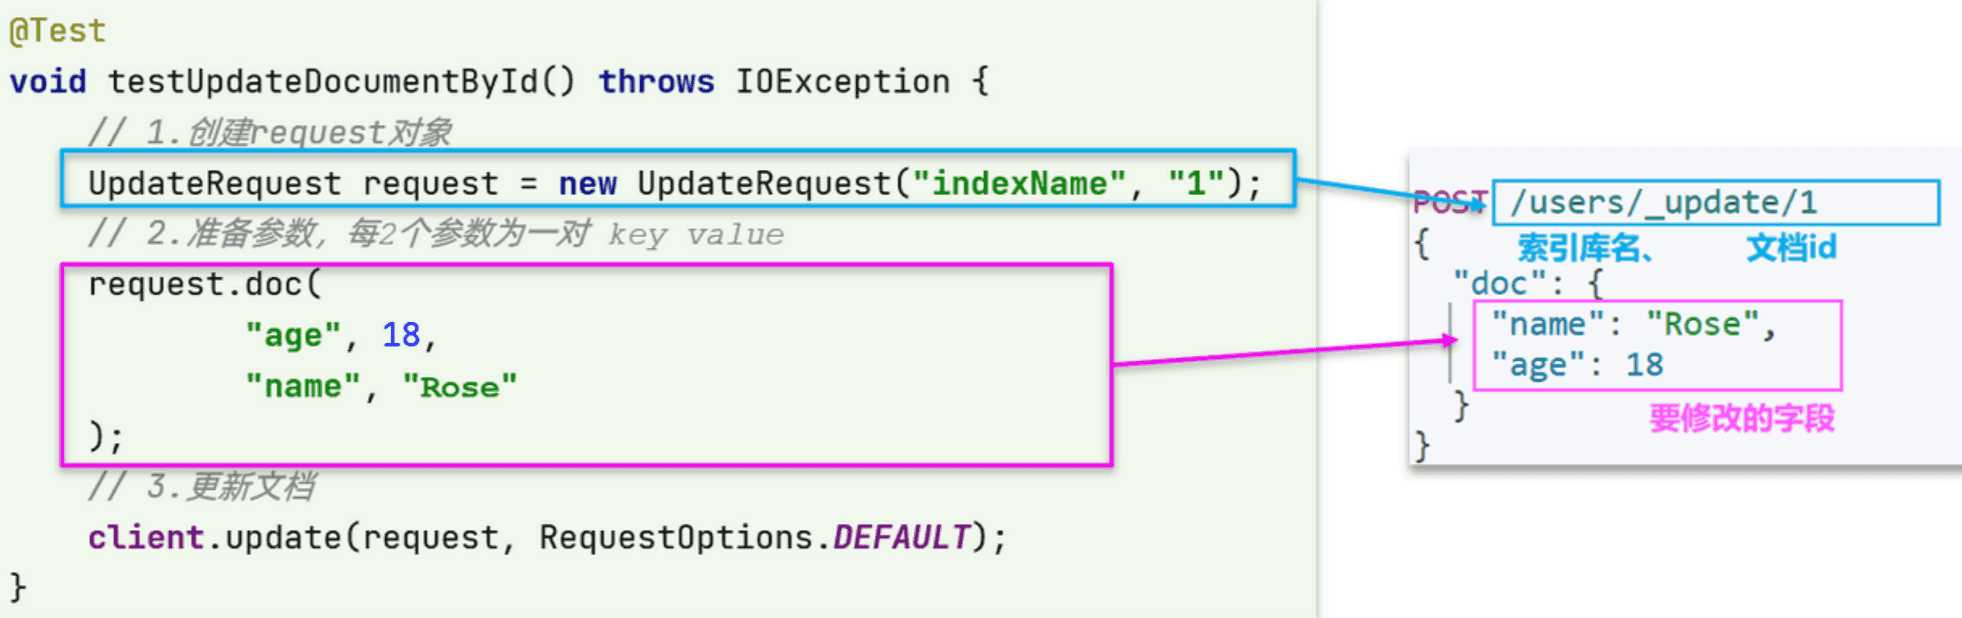 @Test
void testUpdateDocumentById() throws IOException {
    // 1.创建request对象
    UpdateRequest request = new UpdateRequest("indexName", "1");
    // 2.准备参数，每2个参数为一对 key value
    request.doc(
            "age", 18,
            "name", "Rose"
    );
    // 3.更新文档
    client.update(request, RequestOptions.DEFAULT);
}
POST /users/_update/1
{
索引库名、 文档id
  "doc": {
    "name": "Rose",
    "age": 18
  }
要修改的字段
}